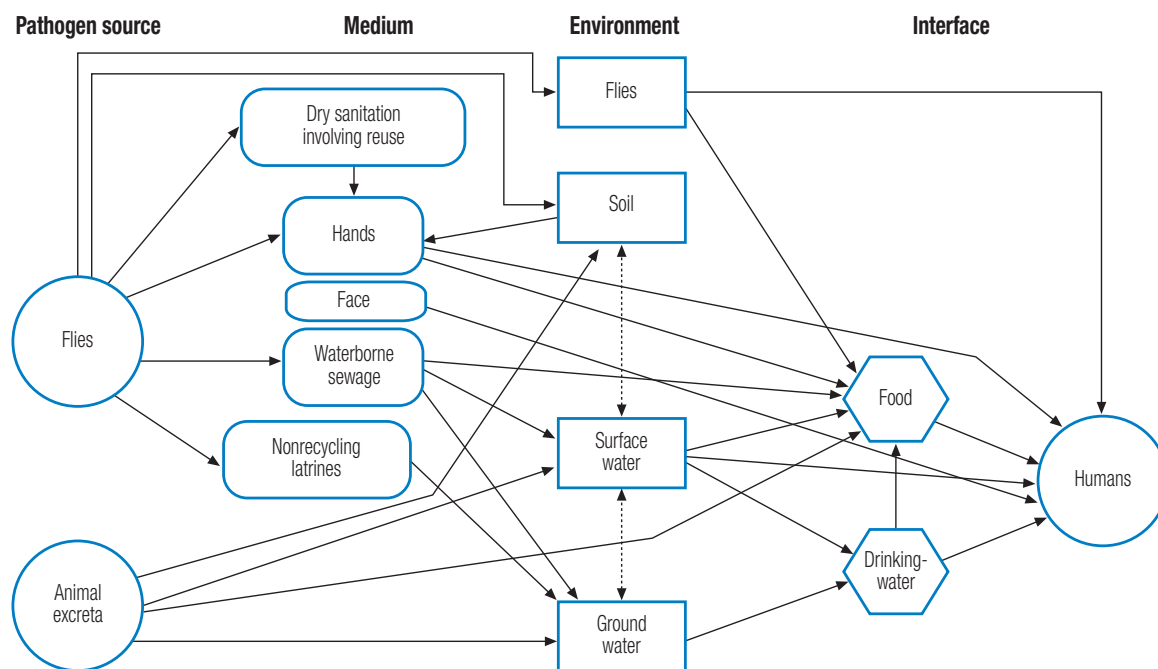 Pathogen source
Medium
Environment
Interface
Flies
Dry sanitation
involving reuse
Soil
Hands
Face
Flies
Waterborne
sewage
Food
Nonrecycling
latrines
Surface
water
Humans
Drinking-
water
Animal
excreta
Ground
water